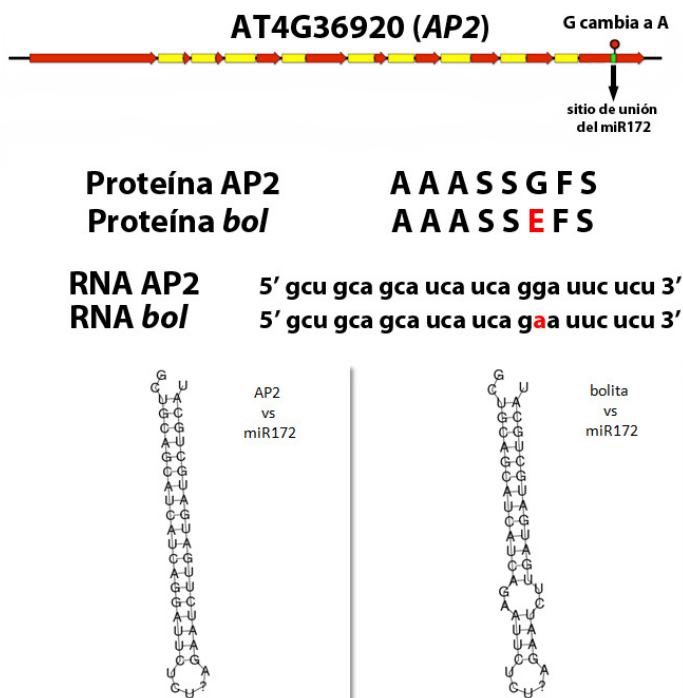 AT4G36920 (AP2)
G cambia a A
sitio de unión
del miR172
Proteína AP2 A A A S S G F S
Proteína bol A A A S S E F S
RNA AP2 5’ gcu gca gca uca uca gga uuc ucu 3’
RNA bol 5’ gcu gca gca uca uca gaa uuc ucu 3’
AP2
vs
miR172
bolita
vs
miR172